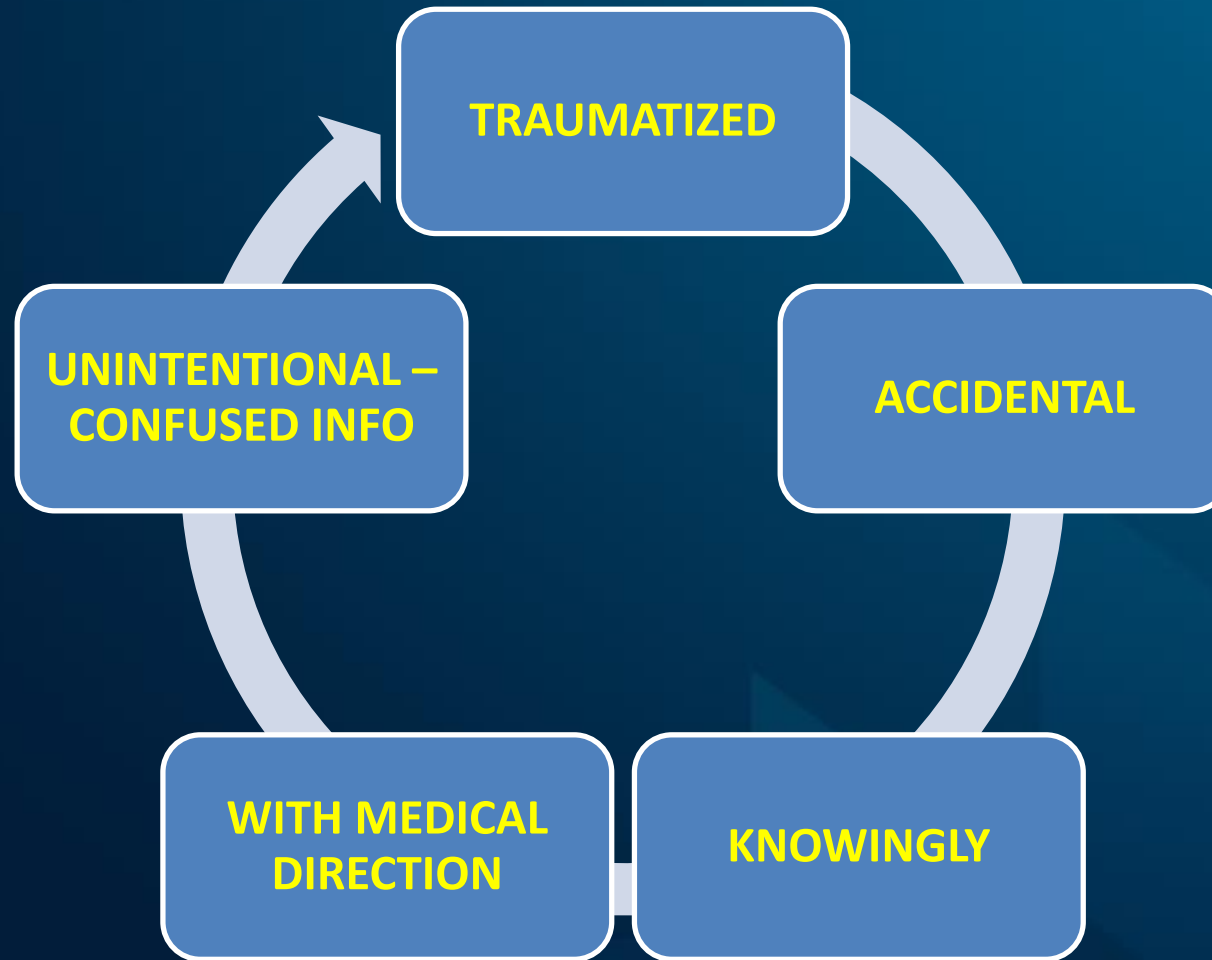 TRAUMATIZED
ACCIDENTAL
KNOWINGLY
WITH MEDICAL
DIRECTION
UNINTENTIONAL –
CONFUSED INFO